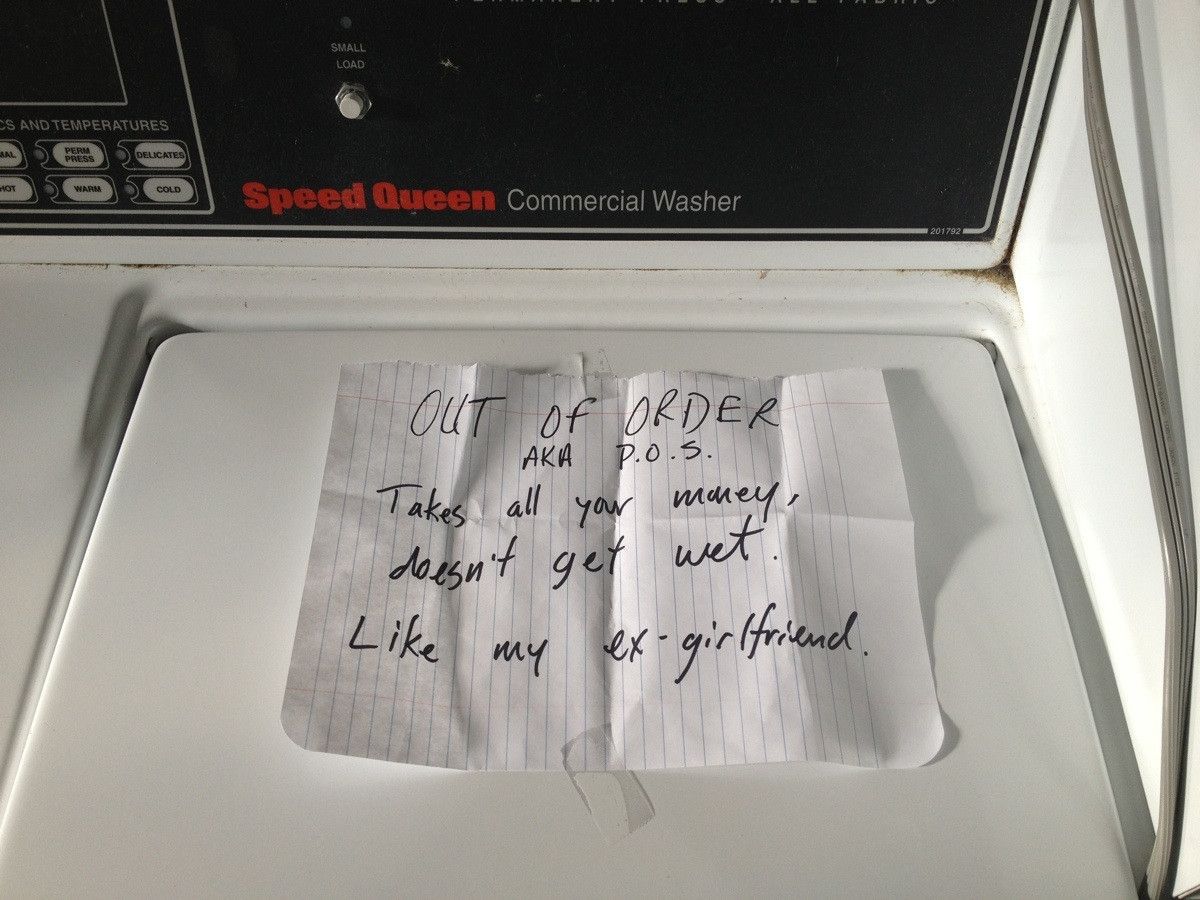 SMALL
LOAD
CS AND TEMPERATURES
PERM
PRESS
DELICATES
HOT
WARM
COLD
Speed Queen Commercial Washer
201792
OUT OF ORDER
AKA P.O.S.
Takes all your money,
doesn't get wet.
Like my ex-girlfriend.